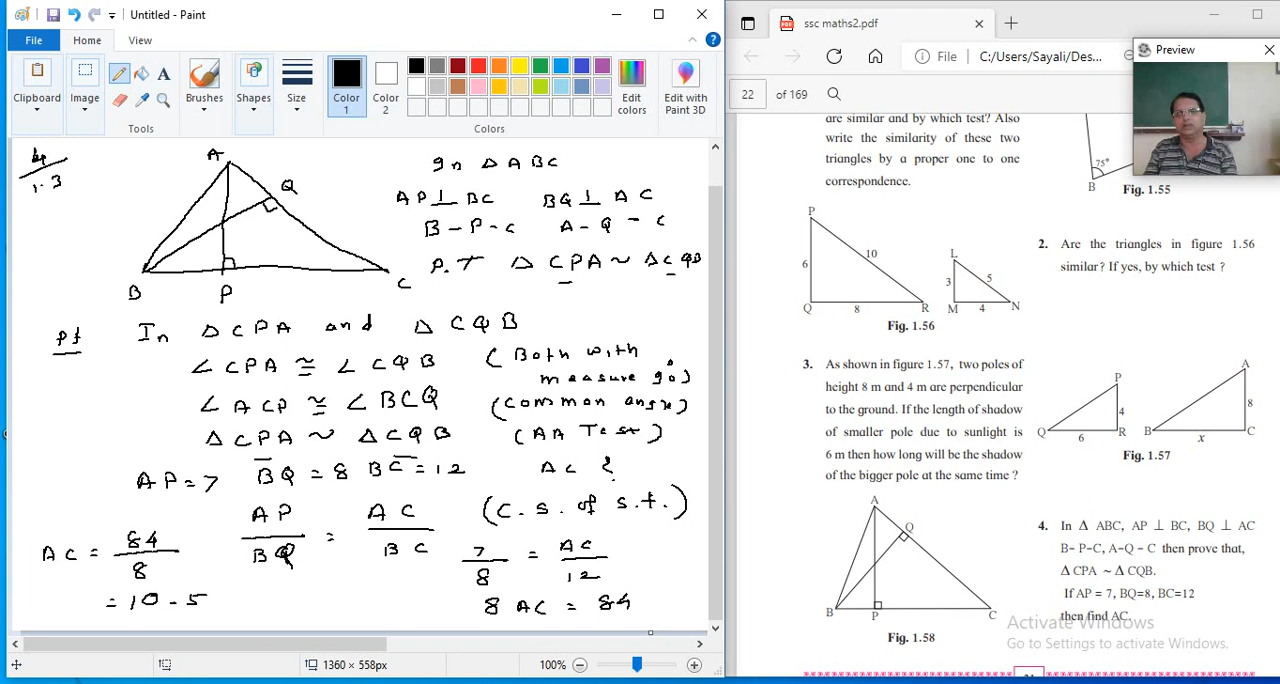 Untitled - Paint
File
Home
View
Clipboard
Image
Tools
Brushes
Shapes
Size
Color 1
Color 2
Edit colors
Edit with Paint 3D
Colors
4
1.3
A
Q
B
P
C
In Δ ABC
AP ⊥ BC BQ ⊥ AC
B - P - C A - Q - C
P.T Δ CPA ~ Δ CQB
Pf In Δ CPA and Δ CQB
∠ CPA ≅ ∠ CQB (Both with measure 90)
∠ ACP ≅ ∠ BCQ (Common angle)
Δ CPA ~ Δ CQB (AA Test)
AP = 7 BQ = 8 BC = 12 AC ?
AP / BQ = AC / BC (C.S. of S.T.)
7 / 8 = AC / 12
8 AC = 84
AC = 84 / 8
= 10.5
1360 × 558px
100%
ssc maths2.pdf
File
C:/Users/Sayali/Des...
Preview
22 of 169
are similar and by which test? Also
write the similarity of these two
triangles by a proper one to one
correspondence.
75°
B
Fig. 1.55
P
6
10
Q
8
R
L
3
5
M
4
N
Fig. 1.56
2. Are the triangles in figure 1.56
similar ? If yes, by which test ?
3. As shown in figure 1.57, two poles of
height 8 m and 4 m are perpendicular
to the ground. If the length of shadow
of smaller pole due to sunlight is
6 m then how long will be the shadow
of the bigger pole at the same time ?
P
4
Q
6
R
A
8
B
x
C
Fig. 1.57
A
Q
B
P
C
Fig. 1.58
4. In Δ ABC, AP ⊥ BC, BQ ⊥ AC
B- P-C, A-Q - C then prove that,
Δ CPA ~ Δ CQB.
If AP = 7, BQ=8, BC=12
then find AC.
Activate Windows
Go to Settings to activate Windows.